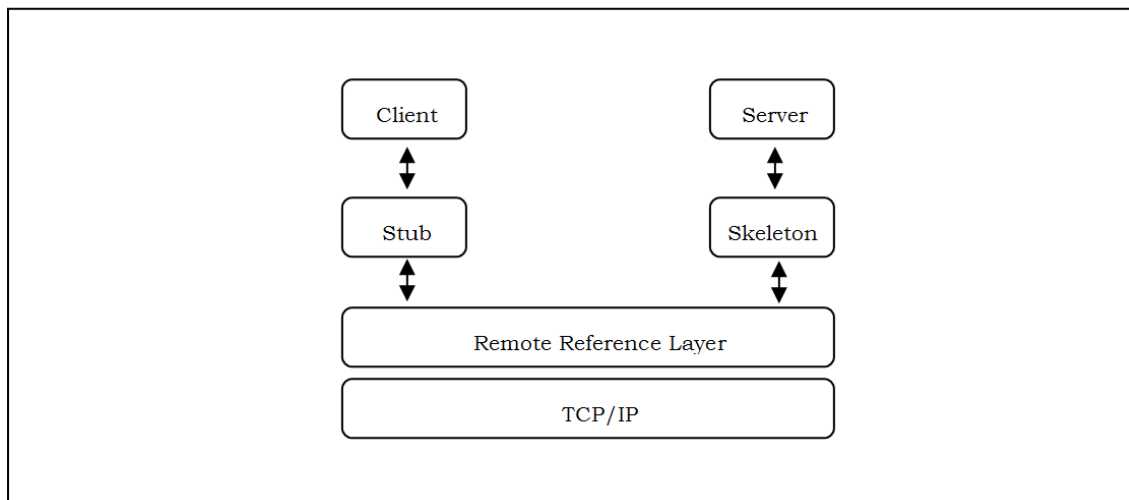 Client
Server
Stub
Skeleton
Remote Reference Layer
TCP/IP